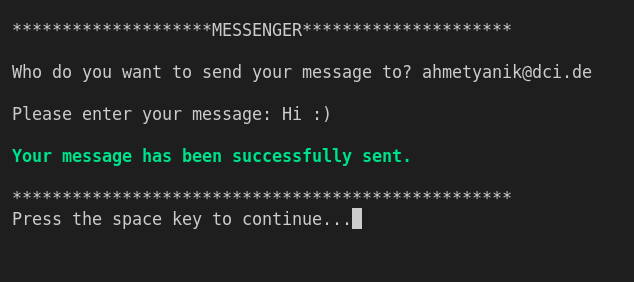 ********************MESSENGER*********************
Who do you want to send your message to? ahmetyanik@dci.de
Please enter your message: Hi :)
Your message has been successfully sent.
**************************************************
Press the space key to continue...